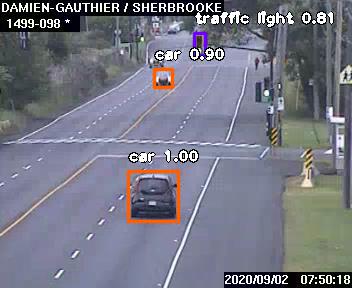 DAMIEN-GAUTHIER / SHERBROOKE
1499-098 *
traffic light 0.81
car 0.90
car 1.00
2020/09/02 07:50:18